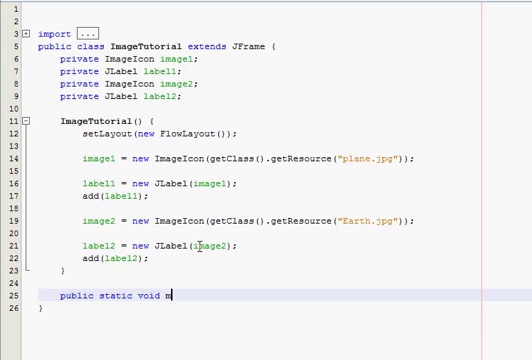 1
2
3 import ...
5 public class ImageTutorial extends JFrame {
6 private ImageIcon image1;
7 private JLabel label1;
8 private ImageIcon image2;
9 private JLabel label2;
10
11 ImageTutorial() {
12 setLayout(new FlowLayout());
13
14 image1 = new ImageIcon(getClass().getResource("plane.jpg"));
15
16 label1 = new JLabel(image1);
17 add(label1);
18
19 image2 = new ImageIcon(getClass().getResource("Earth.jpg"));
20
21 label2 = new JLabel(image2);
22 add(label2);
23 }
24
25 public static void m
26 }